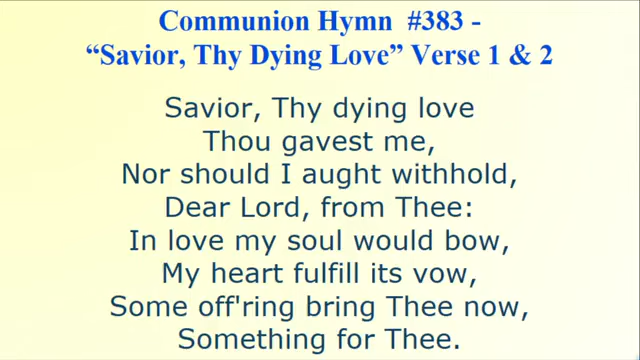 Communion Hymn  #383 -
“Savior, Thy Dying Love” Verse 1 & 2
Savior, Thy dying love
Thou gavest me,
Nor should I aught withhold,
Dear Lord, from Thee:
In love my soul would bow,
My heart fulfill its vow,
Some off'ring bring Thee now,
Something for Thee.